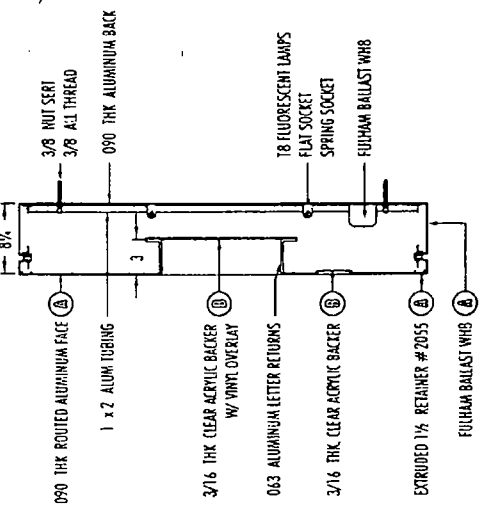 3/8 NUT SERT
3/8 ALL THREAD
090 THK ALUMINUM BACK
T8 FLUORESCENT LAMPS
FLAT SOCKET
SPRING SOCKET
FULHAM BALLAST WH8
8¼
3
090 THK ROUTED ALUMINUM FACE A
1 x 2 ALUM TUBING
3/16 THK CLEAR ACRYLIC BACKER B
W/ VINYL OVERLAY
063 ALUMINUM LETTER RETURNS
3/16 THK CLEAR ACRYLIC BACKER B
EXTRUDED 1½ RETAINER #2055 A
FULHAM BALLAST WH8 A